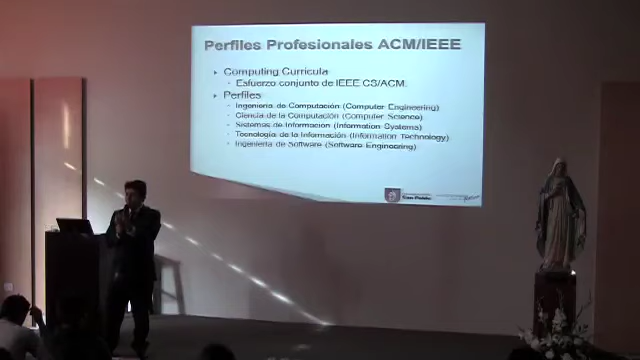 Perfiles Profesionales ACM/IEEE
Computing Curricula
Esfuerzo conjunto de IEEE CS/ACM.
Perfiles
Ingeniería de Computación (Computer Engineering)
Ciencia de la Computación (Computer Science)
Sistemas de Información (Information Systems)
Tecnología de la Información (Information Technology)
Ingeniería de Software (Software Engineering)
San Pablo